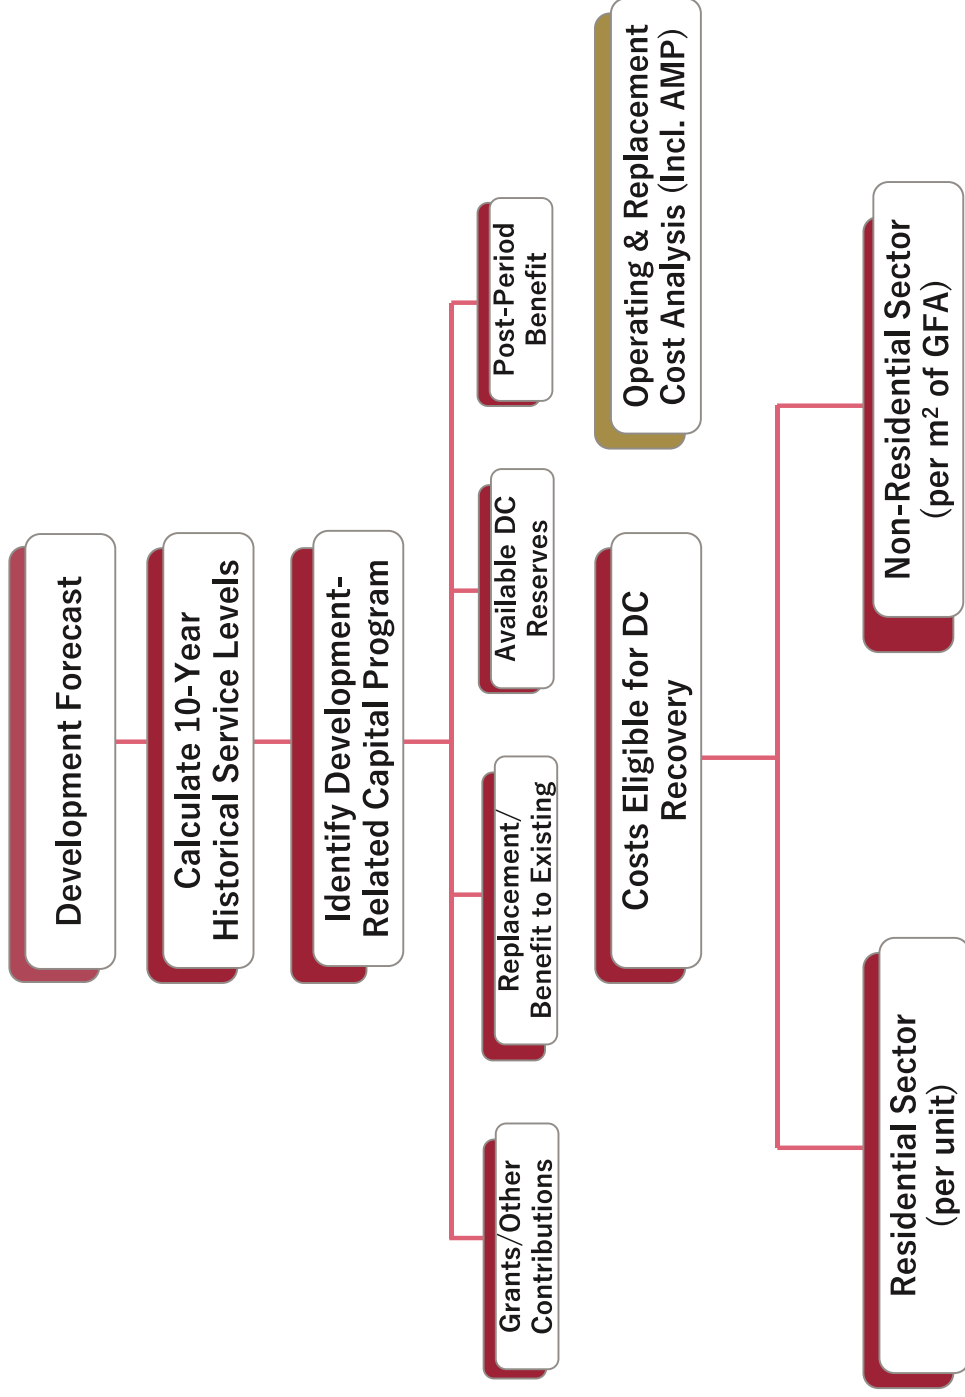 Development Forecast
Calculate 10-Year
Historical Service Levels
Identify Development-
Related Capital Program
Grants/Other
Contributions
Replacement/
Benefit to Existing
Available DC
Reserves
Post-Period
Benefit
Costs Eligible for DC
Recovery
Operating & Replacement
Cost Analysis (Incl. AMP)
Residential Sector
(per unit)
Non-Residential Sector
(per m² of GFA)